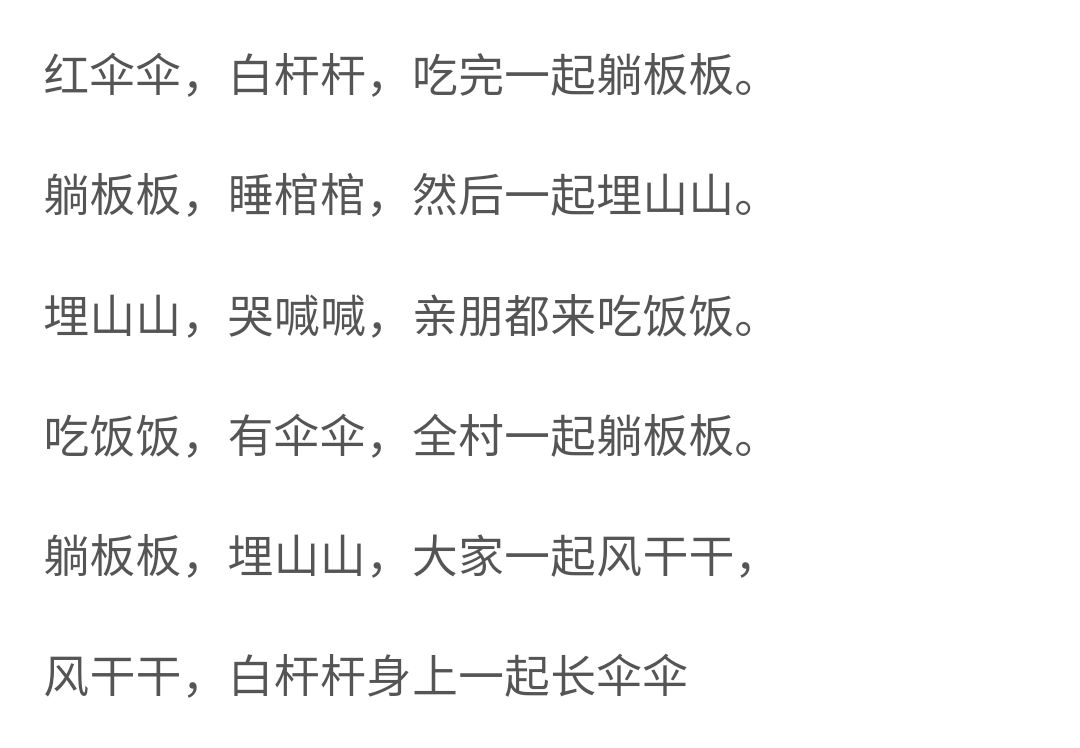 红伞伞，白杆杆，吃完一起躺板板。
躺板板，睡棺棺，然后一起埋山山。
埋山山，哭喊喊，亲朋都来吃饭饭。
吃饭饭，有伞伞，全村一起躺板板。
躺板板，埋山山，大家一起风干干，
风干干，白杆杆身上一起长伞伞